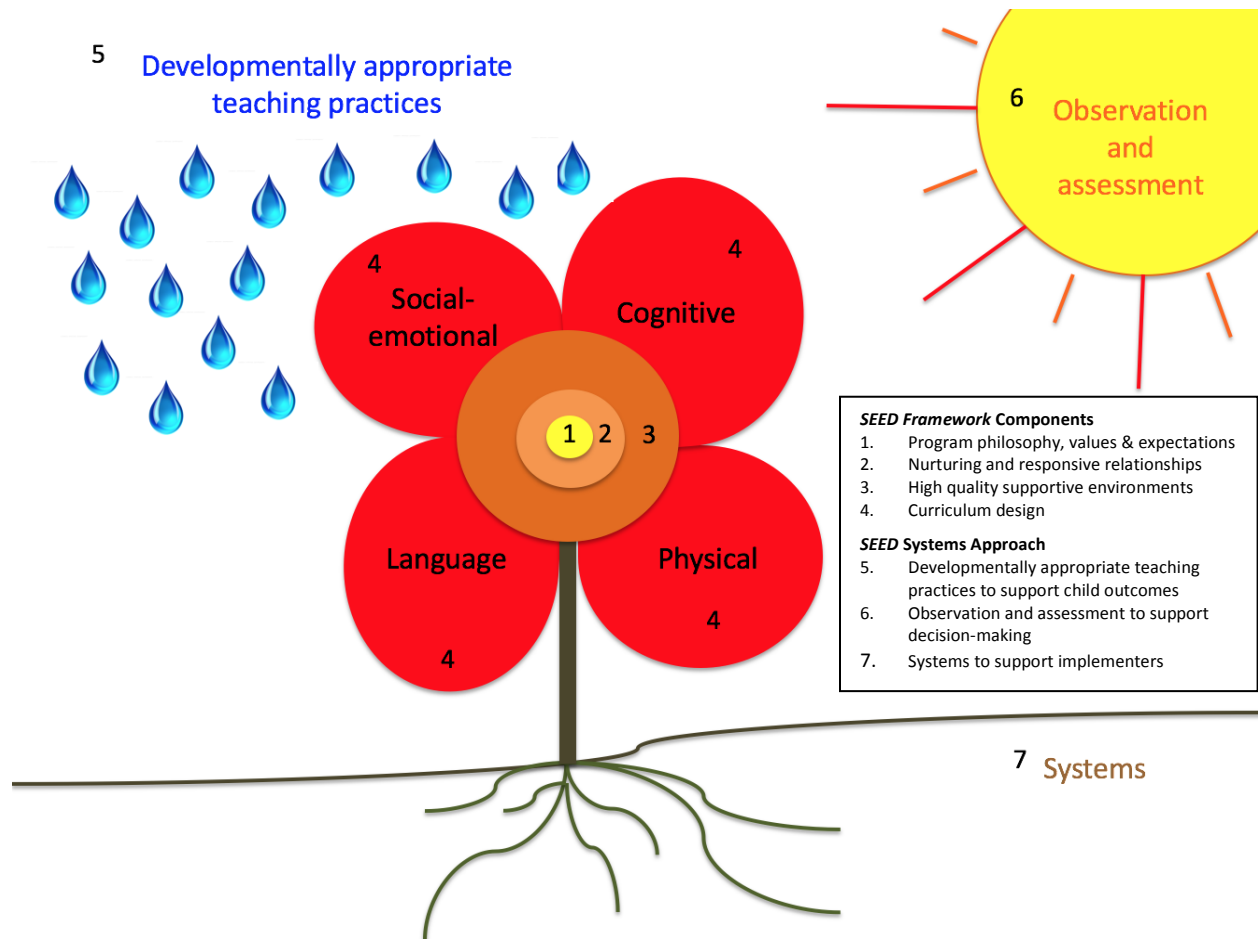 5
Developmentally appropriate
teaching practices
6
Observation
and
assessment
4
Social-
emotional
4
Cognitive
1
2
3
Language
4
Physical
4
SEED Framework Components
1. Program philosophy, values & expectations
2. Nurturing and responsive relationships
3. High quality supportive environments
4. Curriculum design
SEED Systems Approach
5. Developmentally appropriate teaching
practices to support child outcomes
6. Observation and assessment to support
decision-making
7. Systems to support implementers
7 Systems